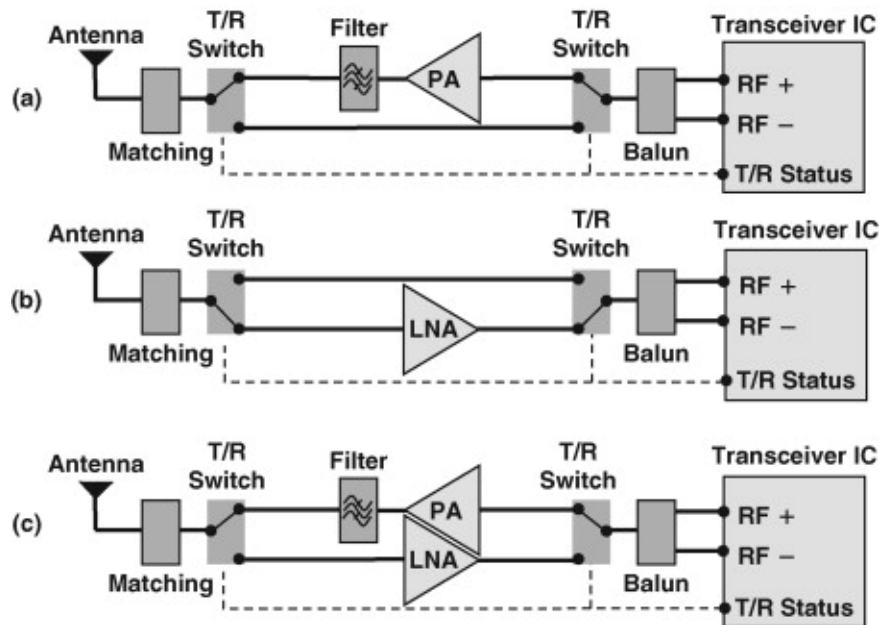 Transceiver IC
T/R
Switch
Filter
T/R
Switch
Antenna
PA
RF +
(a)
RF −
Matching
Balun
T/R Status
Transceiver IC
T/R
Switch
T/R
Switch
Antenna
RF +
(b)
LNA
RF −
Matching
Balun
T/R Status
Transceiver IC
T/R
Switch
Filter
T/R
Switch
Antenna
PA
RF +
(c)
LNA
RF −
Matching
Balun
T/R Status